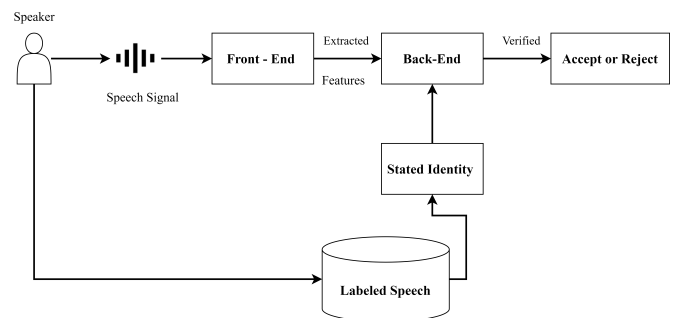 Speaker
Speech Signal
Front - End
Extracted
Features
Back-End
Verified
Accept or Reject
Stated Identity
Labeled Speech